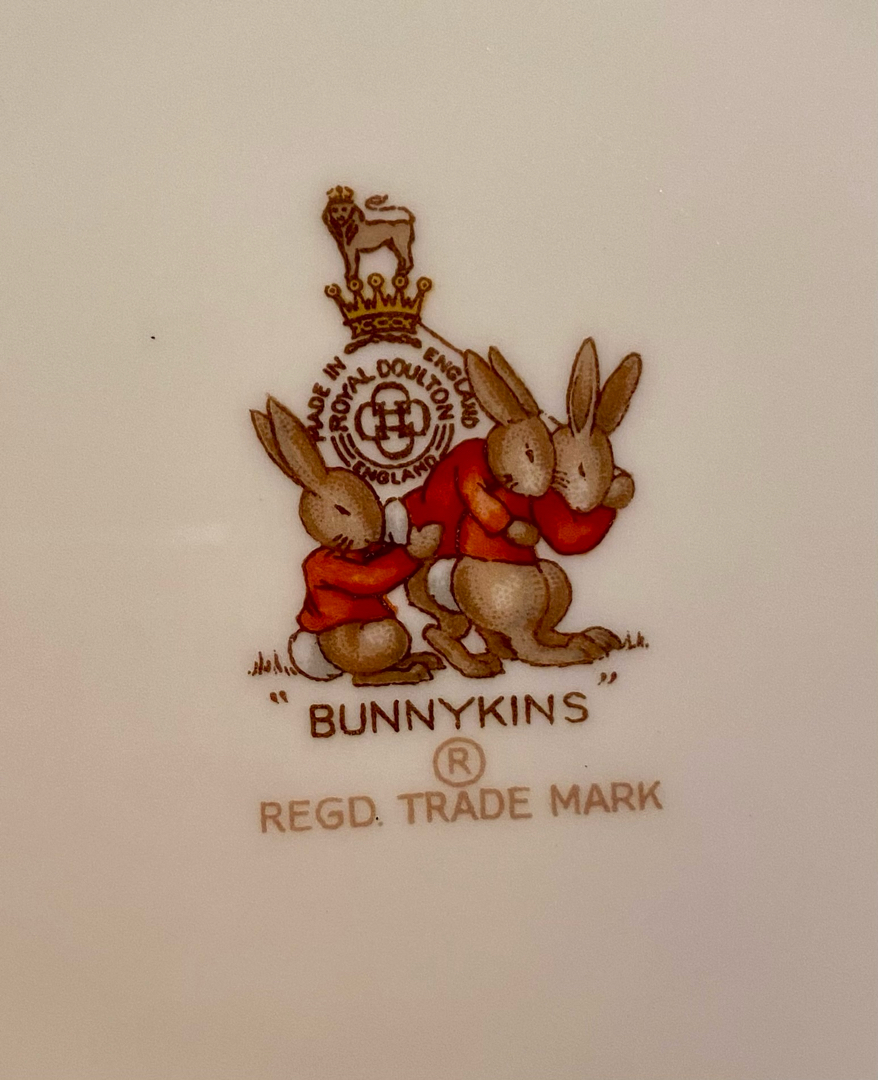 MADE IN ENGLAND
ROYAL DOULTON
ENGLAND
"BUNNYKINS"
®
REGD. TRADE MARK